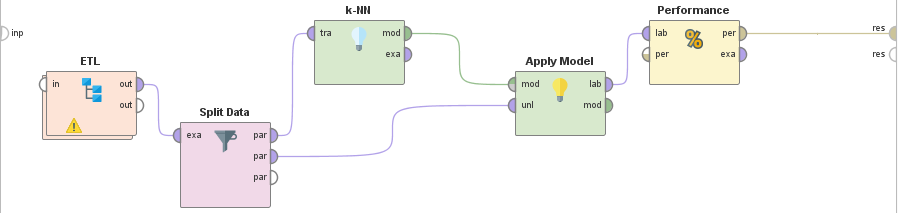 inp
ETL
in
out
out
Split Data
exa
par
par
par
k-NN
tra
mod
exa
Apply Model
mod
unl
lab
mod
Performance
lab
per
%
per
exa
res
res